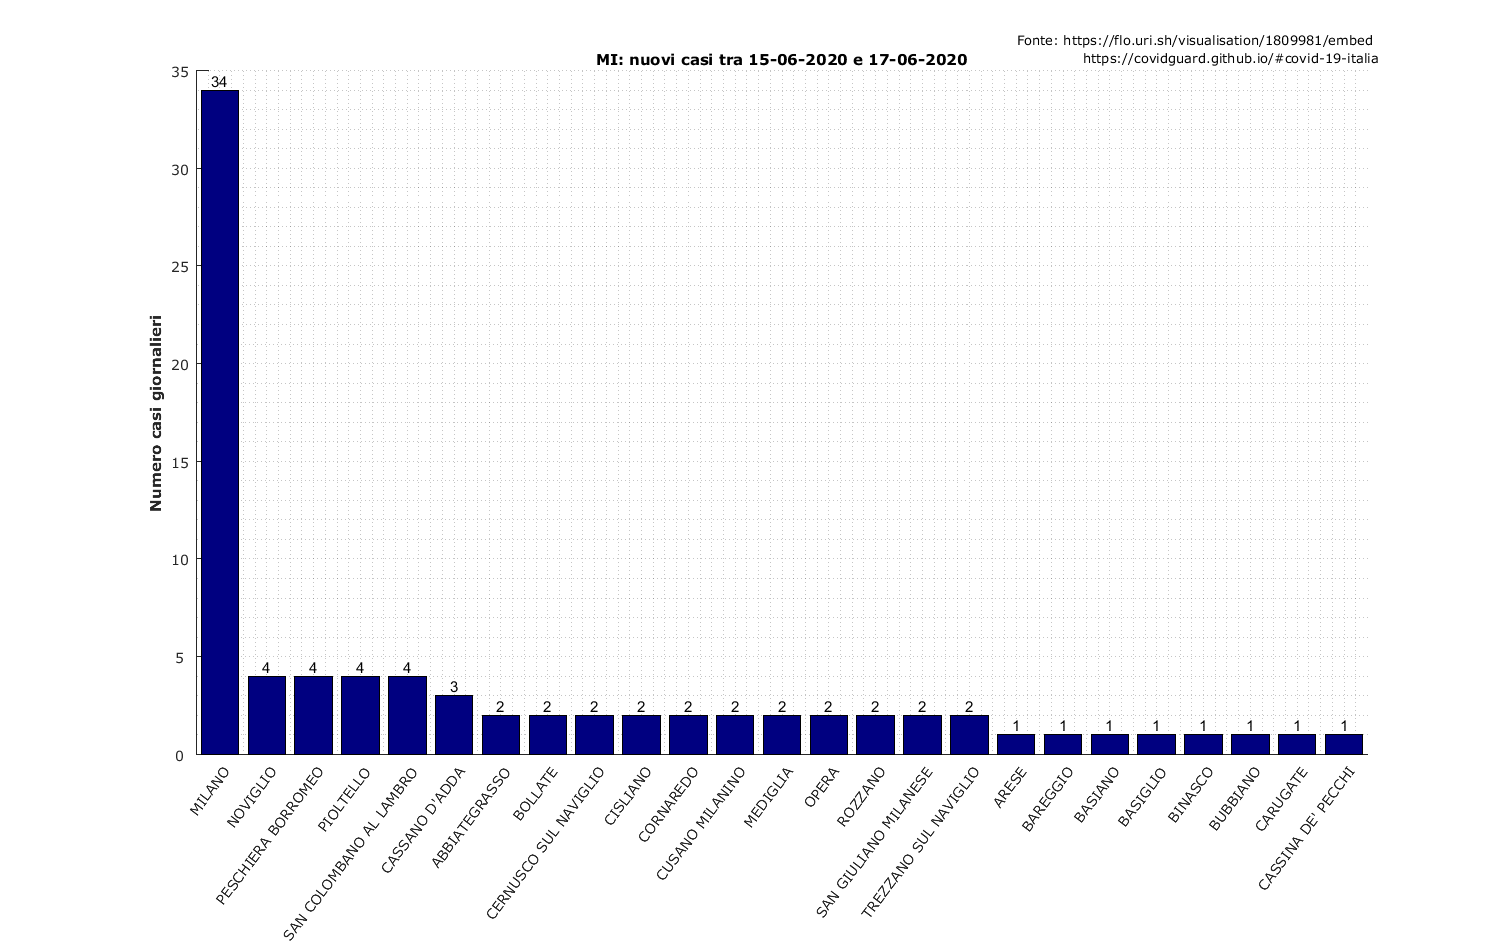 Fonte: https://flo.uri.sh/visualisation/1809981/embed
https://covidguard.github.io/#covid-19-italia
MI: nuovi casi tra 15-06-2020 e 17-06-2020
Numero casi giornalieri
35
30
25
20
15
10
5
0
34
4
4
4
4
3
2
2
2
2
2
2
2
2
2
2
2
1
1
1
1
1
1
1
1
MILANO
NOVIGLIO
PESCHIERA BORROMEO
PIOLTELLO
SAN COLOMBANO AL LAMBRO
CASSANO D'ADDA
ABBIATEGRASSO
BOLLATE
CERNUSCO SUL NAVIGLIO
CISLIANO
CORNAREDO
CUSANO MILANINO
MEDIGLIA
OPERA
ROZZANO
SAN GIULIANO MILANESE
TREZZANO SUL NAVIGLIO
ARESE
BAREGGIO
BASIANO
BASIGLIO
BINASCO
BUBBIANO
CARUGATE
CASSINA DE' PECCHI